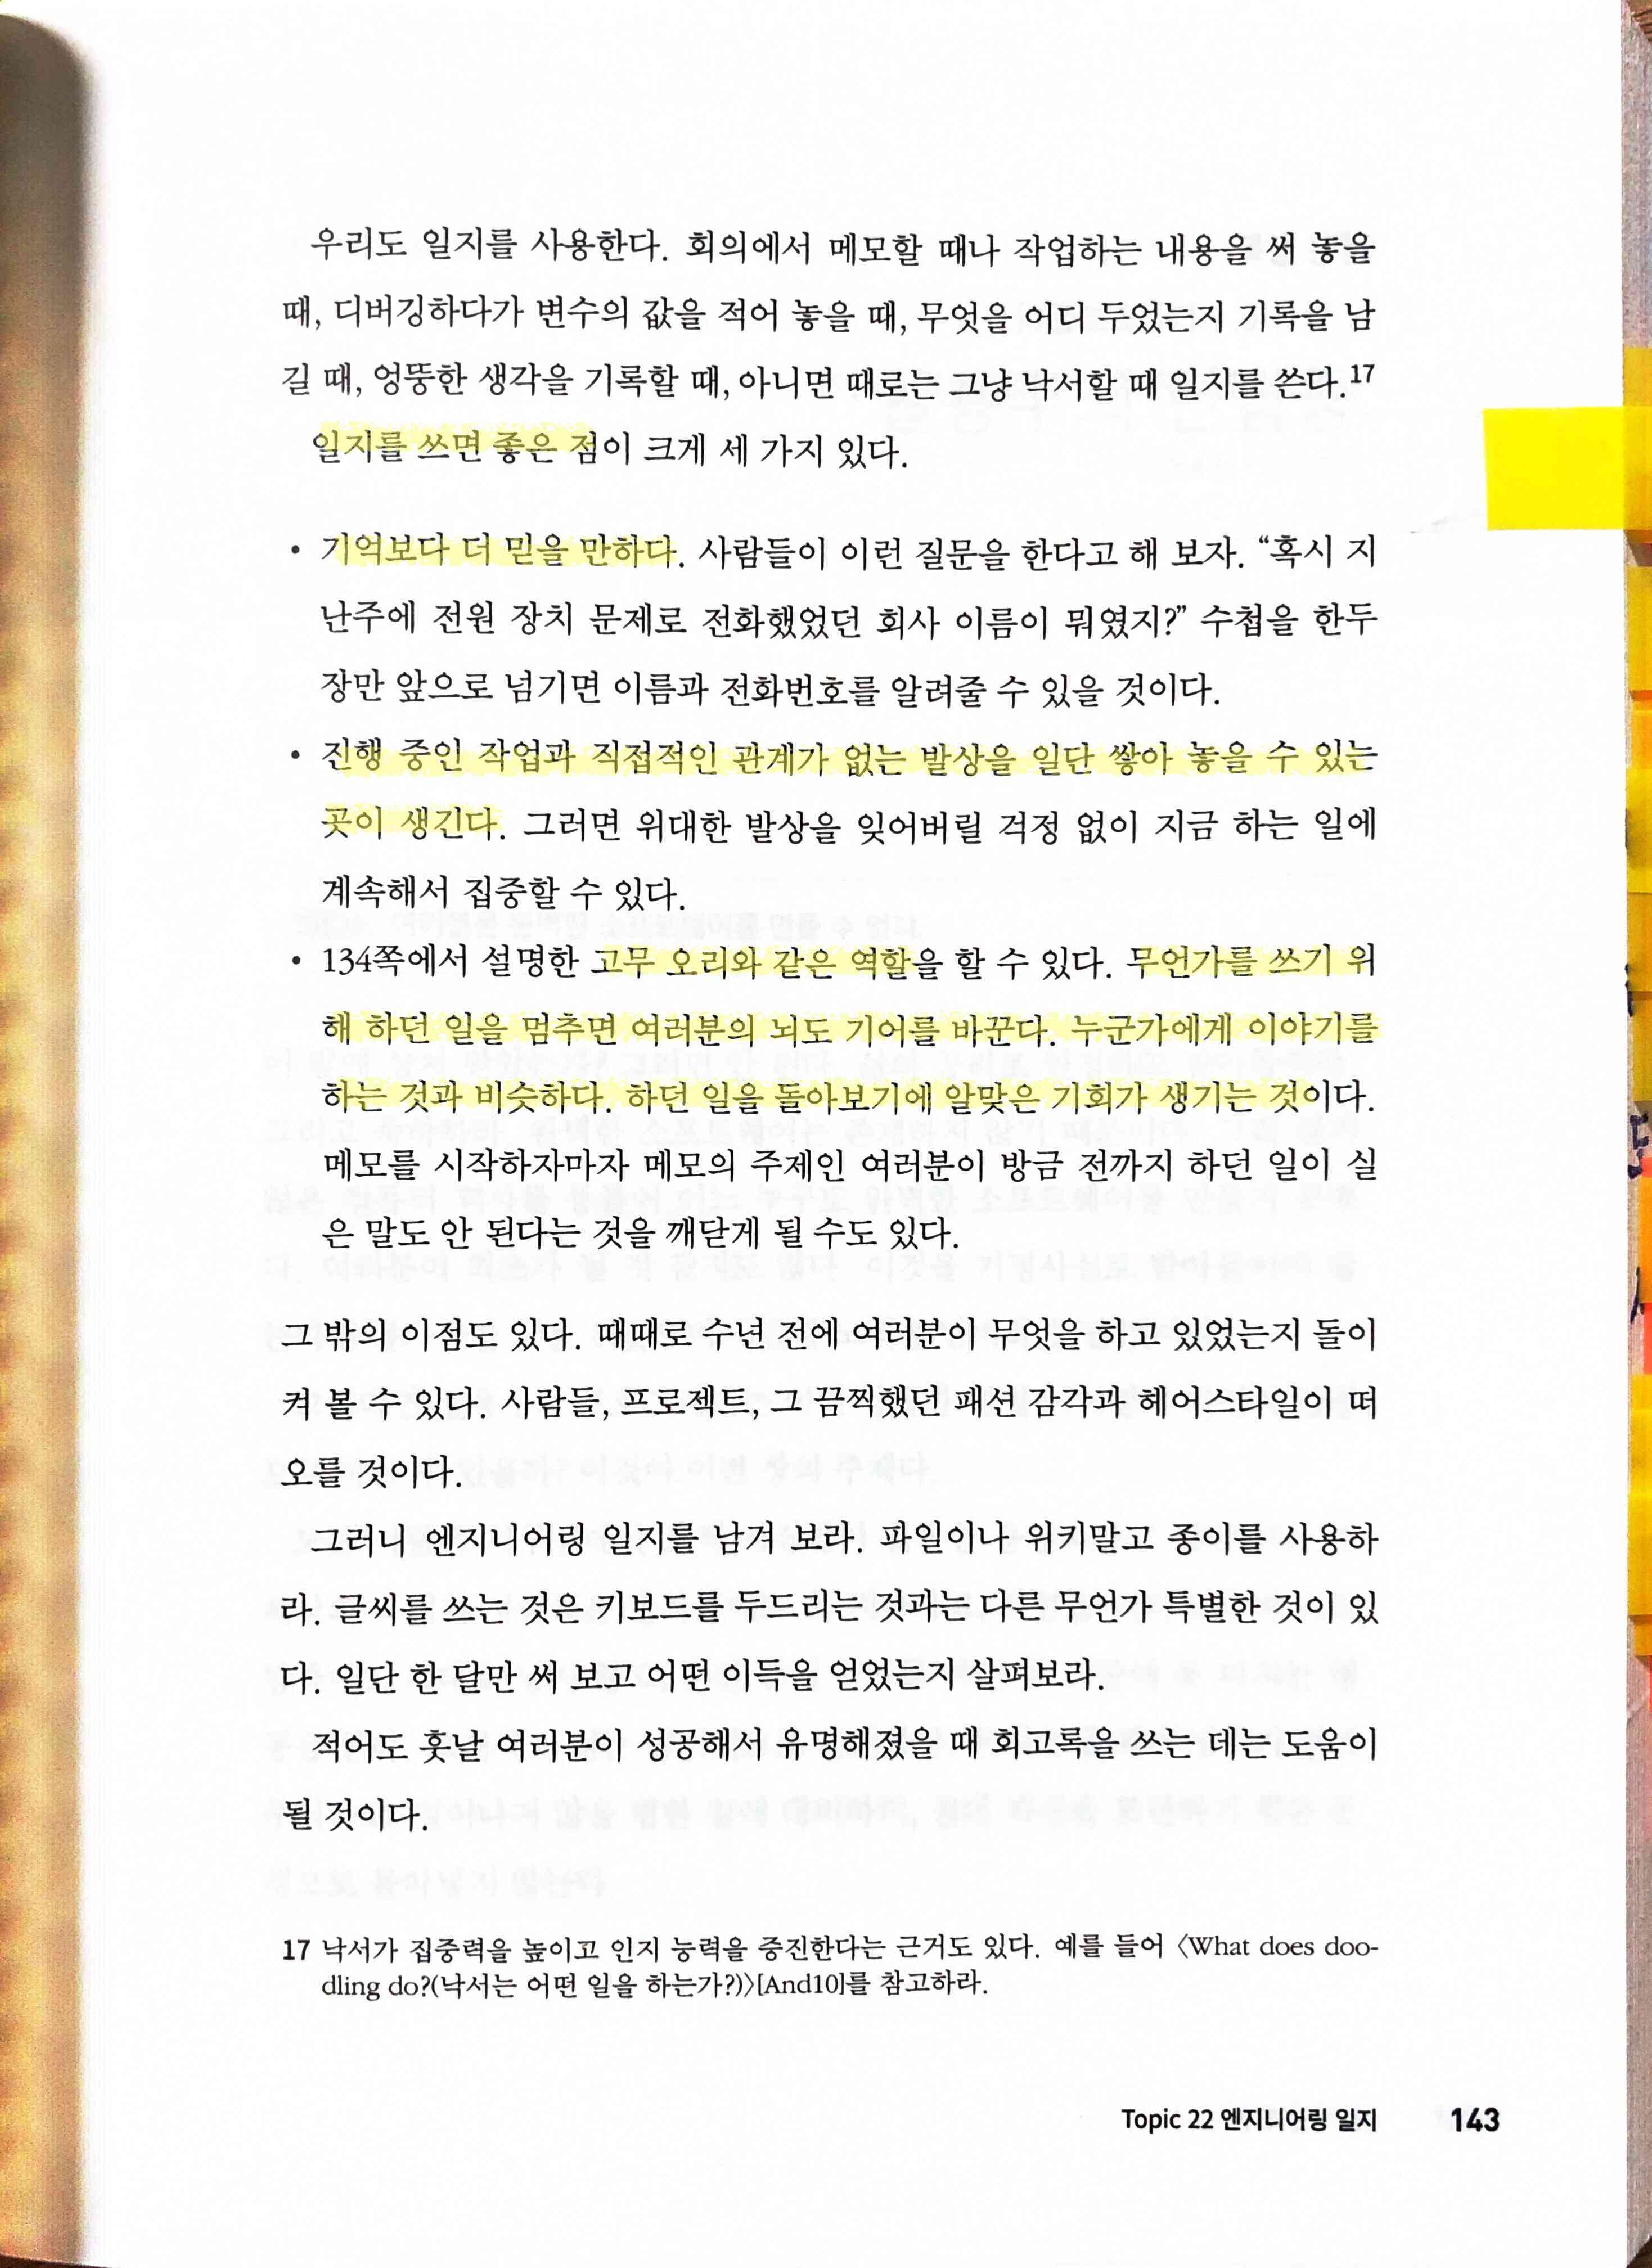 우리도 일지를 사용한다. 회의에서 메모할 때나 작업하는 내용을 써 놓을
때, 디버깅하다가 변수의 값을 적어 놓을 때, 무엇을 어디 두었는지 기록을 남
길 때, 엉뚱한 생각을 기록할 때, 아니면 때로는 그냥 낙서할 때 일지를 쓴다.17
일지를 쓰면 좋은 점이 크게 세 가지 있다.
• 기억보다 더 믿을 만하다. 사람들이 이런 질문을 한다고 해 보자. “혹시 지
난주에 전원 장치 문제로 전화했었던 회사 이름이 뭐였지?” 수첩을 한두
장만 앞으로 넘기면 이름과 전화번호를 알려줄 수 있을 것이다.
• 진행 중인 작업과 직접적인 관계가 없는 발상을 일단 쌓아 놓을 수 있는
곳이 생긴다. 그러면 위대한 발상을 잊어버릴 걱정 없이 지금 하는 일에
계속해서 집중할 수 있다.
• 134쪽에서 설명한 고무 오리와 같은 역할을 할 수 있다. 무언가를 쓰기 위
해 하던 일을 멈추면 여러분의 뇌도 기어를 바꾼다. 누군가에게 이야기를
하는 것과 비슷하다. 하던 일을 돌아보기에 알맞은 기회가 생기는 것이다.
메모를 시작하자마자 메모의 주제인 여러분이 방금 전까지 하던 일이 실
은 말도 안 된다는 것을 깨닫게 될 수도 있다.
그 밖의 이점도 있다. 때때로 수년 전에 여러분이 무엇을 하고 있었는지 돌이
켜 볼 수 있다. 사람들, 프로젝트, 그 끔찍했던 패션 감각과 헤어스타일이 떠
오를 것이다.
그러니 엔지니어링 일지를 남겨 보라. 파일이나 위키말고 종이를 사용하
라. 글씨를 쓰는 것은 키보드를 두드리는 것과는 다른 무언가 특별한 것이 있
다. 일단 한 달만 써 보고 어떤 이득을 얻었는지 살펴보라.
적어도 훗날 여러분이 성공해서 유명해졌을 때 회고록을 쓰는 데는 도움이
될 것이다.
17 낙서가 집중력을 높이고 인지 능력을 증진한다는 근거도 있다. 예를 들어 〈What does doo-
dling do?(낙서는 어떤 일을 하는가?)〉[And10]를 참고하라.
Topic 22 엔지니어링 일지 143